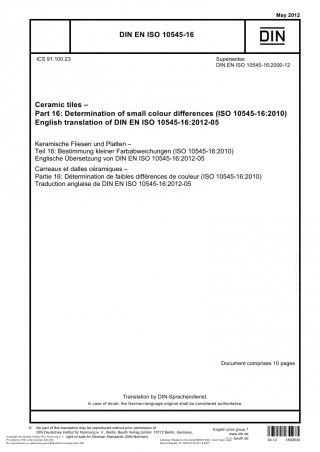 May 2012
DIN EN ISO 10545-16
DIN
ICS 91.100.23
Supersedes
DIN EN ISO 10545-16:2000-12
Ceramic tiles –
Part 16: Determination of small colour differences (ISO 10545-16:2010)
English translation of DIN EN ISO 10545-16:2012-05
Keramische Fliesen und Platten –
Teil 16: Bestimmung kleiner Farbabweichungen (ISO 10545-16:2010)
Englische Übersetzung von DIN EN ISO 10545-16:2012-05
Carreaux et dalles céramiques –
Partie 16: Détermination de faibles différences de couleur (ISO 10545-16:2010)
Traduction anglaise de DIN EN ISO 10545-16:2012-05
Document comprises 10 pages
Translation by DIN-Sprachendienst.
In case of doubt, the German-language original shall be considered authoritative.
© No part of this translation may be reproduced without prior permission of
DIN Deutsches Institut für Normung e. V., Berlin. Beuth Verlag GmbH, 10772 Berlin, Germany,
right of sale for German Standards (DIN-Normen).
English price group 7
www.din.de
www.beuth.de